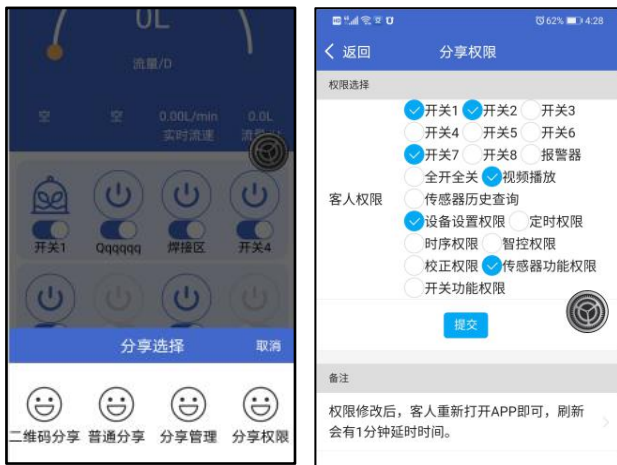 0L
流量/D
空 空 0.00L/min 0.0L
实时流速
开关1 Qqqqqq 焊接区 开关4
分享选择 取消
二维码分享 普通分享 分享管理 分享权限
62% 4:28
返回 分享权限
权限选择
开关1 开关2 开关3
开关4 开关5 开关6
开关7 开关8 报警器
全开全关 视频播放
客人权限 传感器历史查询
设备设置权限 定时权限
时序权限 智控权限
校正权限 传感器功能权限
开关功能权限
提交
备注
权限修改后，客人重新打开APP即可，刷新
会有1分钟延时时间。